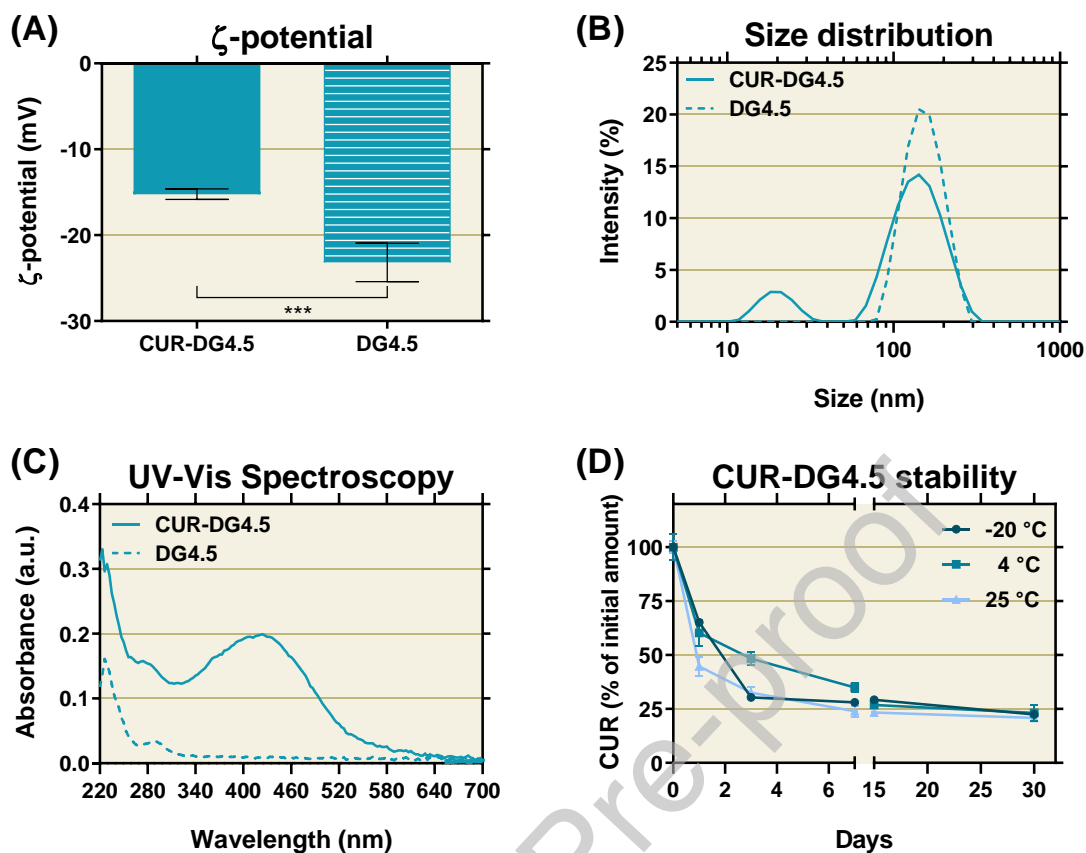 (A)
ζ-potential
ζ-potential (mV)
0
-10
-20
-30
***
CUR-DG4.5 DG4.5
(B)
Size distribution
Intensity (%)
25
20
15
10
5
0
CUR-DG4.5
DG4.5
10 100 1000
Size (nm)
(C)
UV-Vis Spectroscopy
Absorbance (a.u.)
0.4
0.3
0.2
0.1
0.0
CUR-DG4.5
DG4.5
220 280 340 400 460 520 580 640 700
Wavelength (nm)
(D)
CUR-DG4.5 stability
CUR (% of initial amount)
100
75
50
25
0
-20 °C
4 °C
25 °C
0 2 4 6 15 20 25 30
Days
Pre-proof